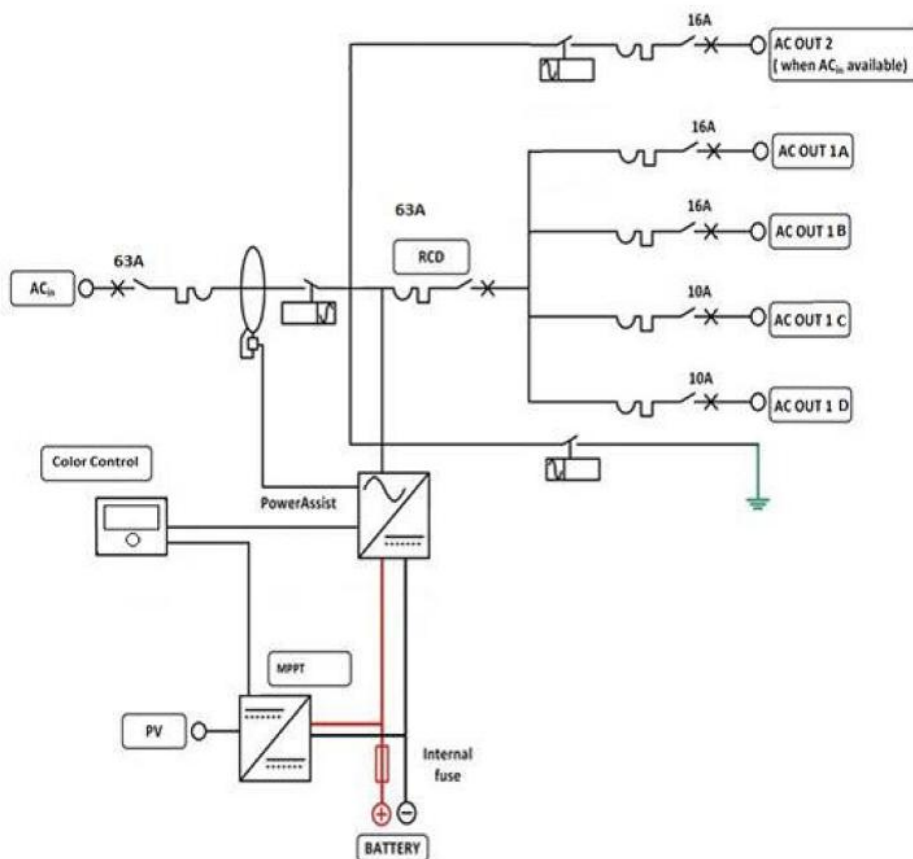 16A
AC OUT 2
( when ACin available)
16A
AC OUT 1A
63A
16A
RCD
AC OUT 1B
63A
ACin
10A
AC OUT 1 C
10A
AC OUT 1 D
Color Control
PowerAssist
MPPT
PV
Internal
fuse
+
−
BATTERY